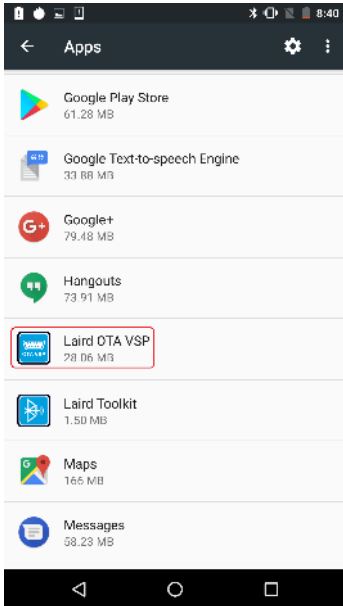 8:40
Apps
Google Play Store
61.28 MB
Google Text-to-speech Engine
33.88 MB
Google+
79.48 MB
Hangouts
73.91 MB
Laird OTA VSP
28.06 MB
Laird Toolkit
1.50 MB
Maps
166 MB
Messages
58.23 MB